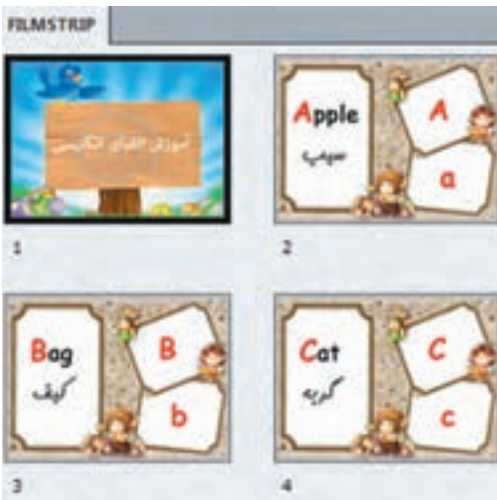 FILMSTRIP
آموزش الفبای انگلیسی
1
Apple
سیب
A
a
2
Bag
کیف
B
b
3
Cat
گربه
C
c
4